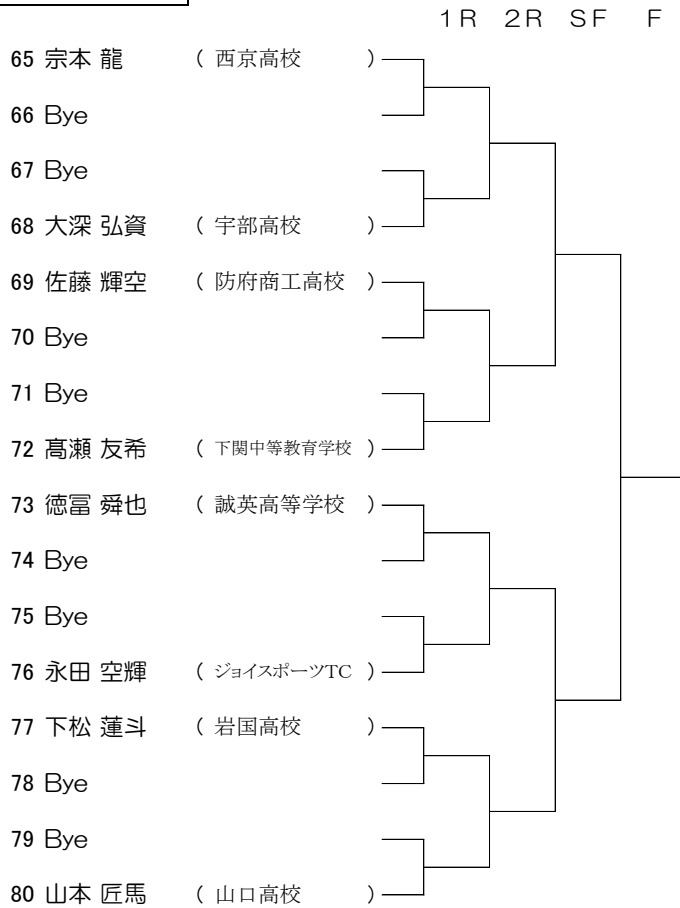 １Ｒ ２Ｒ ＳＦ Ｆ
65 宗本 龍 （ 西京高校 ）
66 Bye
67 Bye
68 大深 弘資 （ 宇部高校 ）
69 佐藤 輝空 （ 防府商工高校 ）
70 Bye
71 Bye
72 髙瀬 友希 （ 下関中等教育学校 ）
73 徳冨 舜也 （ 誠英高等学校 ）
74 Bye
75 Bye
76 永田 空輝 （ ジョイスポーツTC ）
77 下松 蓮斗 （ 岩国高校 ）
78 Bye
79 Bye
80 山本 匠馬 （ 山口高校 ）